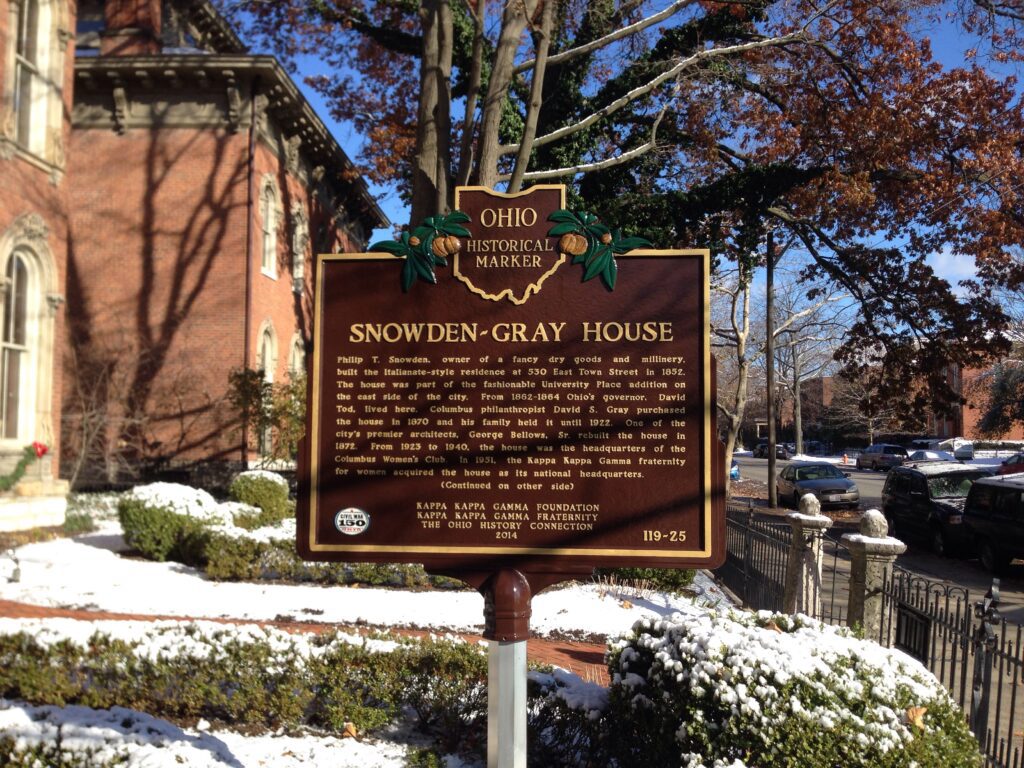 OHIO
HISTORICAL
MARKER
SNOWDEN-GRAY HOUSE
Philip T. Snowden, owner of a fancy dry goods and millinery,
built the Italianate-style residence at 530 East Town Street in 1852.
The house was part of the fashionable University Place addition on
the east side of the city. From 1862-1864 Ohio's governor, David
Tod, lived here. Columbus philanthropist David S. Gray purchased
the house in 1870 and his family held it until 1922. One of the
city's premier architects, George Bellows, Sr. rebuilt the house in
1872. From 1923 to 1940, the house was the headquarters of the
Columbus Women's Club. In 1951, the Kappa Kappa Gamma fraternity
for women acquired the house as its national headquarters.
(Continued on other side)
KAPPA KAPPA GAMMA FOUNDATION
KAPPA KAPPA GAMMA FRATERNITY
THE OHIO HISTORY CONNECTION
2014
CIVIL WAR
150
OHIO
119-25